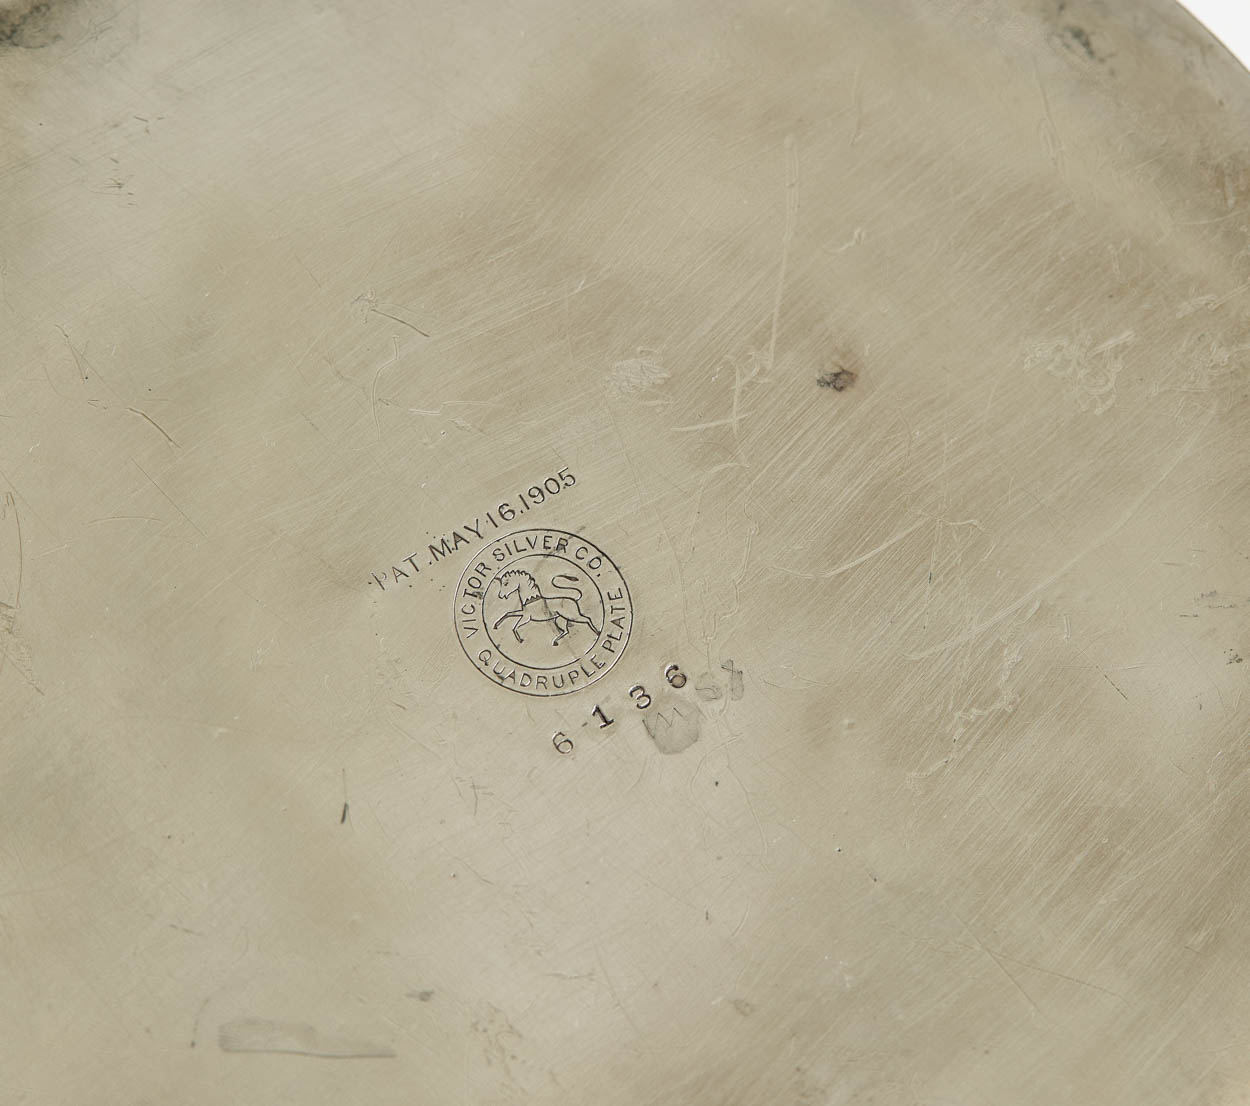 PAT. MAY. 16. 1905
VICTOR SILVER CO.
QUADRUPLE PLATE
6136